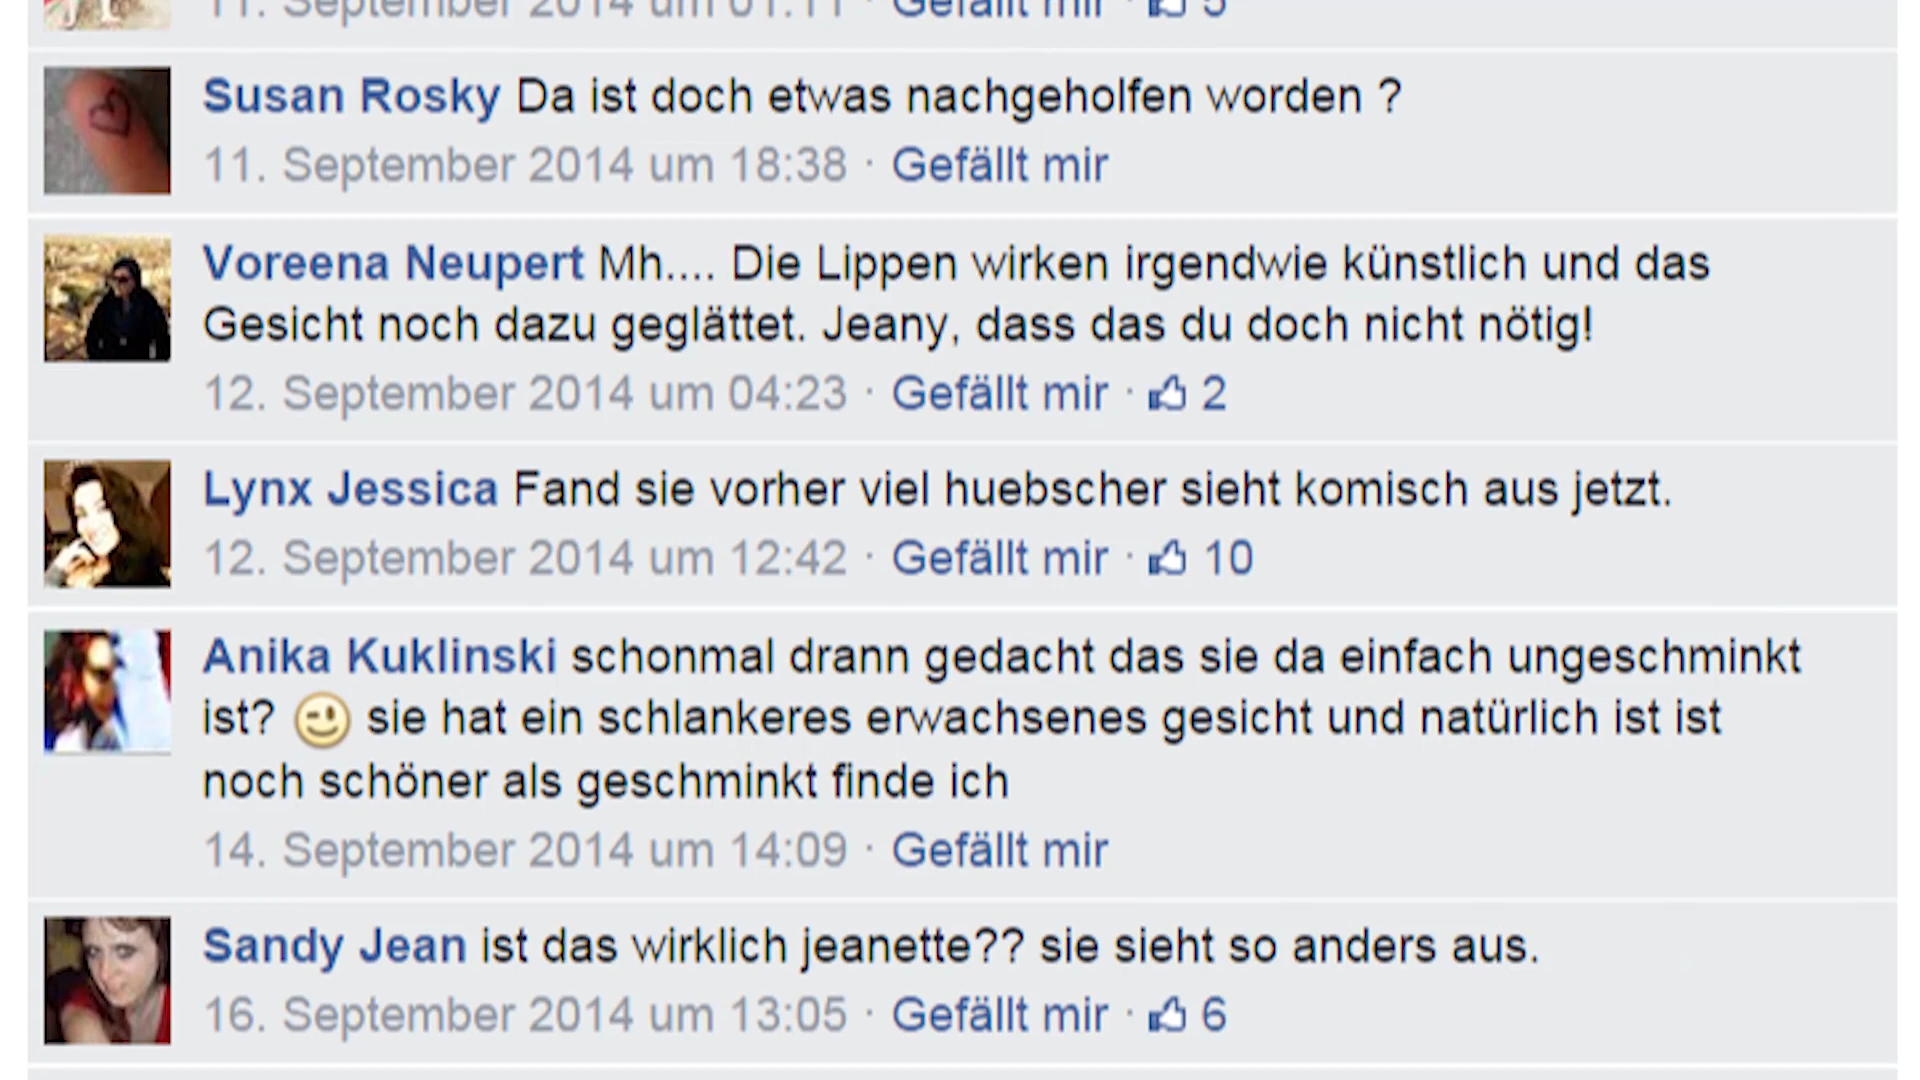 11. September 2014 um 01:11 · Gefällt mir · 5
Susan Rosky Da ist doch etwas nachgeholfen worden ?
11. September 2014 um 18:38 · Gefällt mir
Voreena Neupert Mh.... Die Lippen wirken irgendwie künstlich und das
Gesicht noch dazu geglättet. Jeany, dass das du doch nicht nötig!
12. September 2014 um 04:23 · Gefällt mir · 2
Lynx Jessica Fand sie vorher viel huebscher sieht komisch aus jetzt.
12. September 2014 um 12:42 · Gefällt mir · 10
Anika Kuklinski schonmal drann gedacht das sie da einfach ungeschminkt
ist? 😉 sie hat ein schlankeres erwachsenes gesicht und natürlich ist ist
noch schöner als geschminkt finde ich
14. September 2014 um 14:09 · Gefällt mir
Sandy Jean ist das wirklich jeanette?? sie sieht so anders aus.
16. September 2014 um 13:05 · Gefällt mir · 6